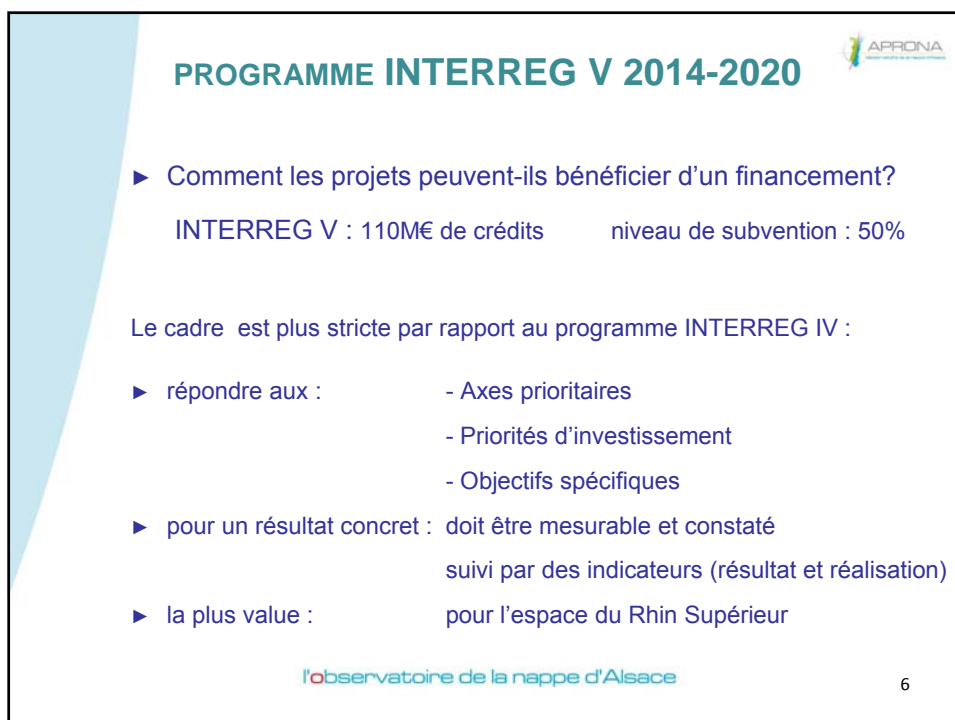 APRONA
PROGRAMME INTERREG V 2014-2020
► Comment les projets peuvent-ils bénéficier d’un financement?
INTERREG V : 110M€ de crédits niveau de subvention : 50%
Le cadre est plus stricte par rapport au programme INTERREG IV :
► répondre aux : - Axes prioritaires
- Priorités d’investissement
- Objectifs spécifiques
► pour un résultat concret : doit être mesurable et constaté
suivi par des indicateurs (résultat et réalisation)
► la plus value : pour l’espace du Rhin Supérieur
l'observatoire de la nappe d'Alsace
6